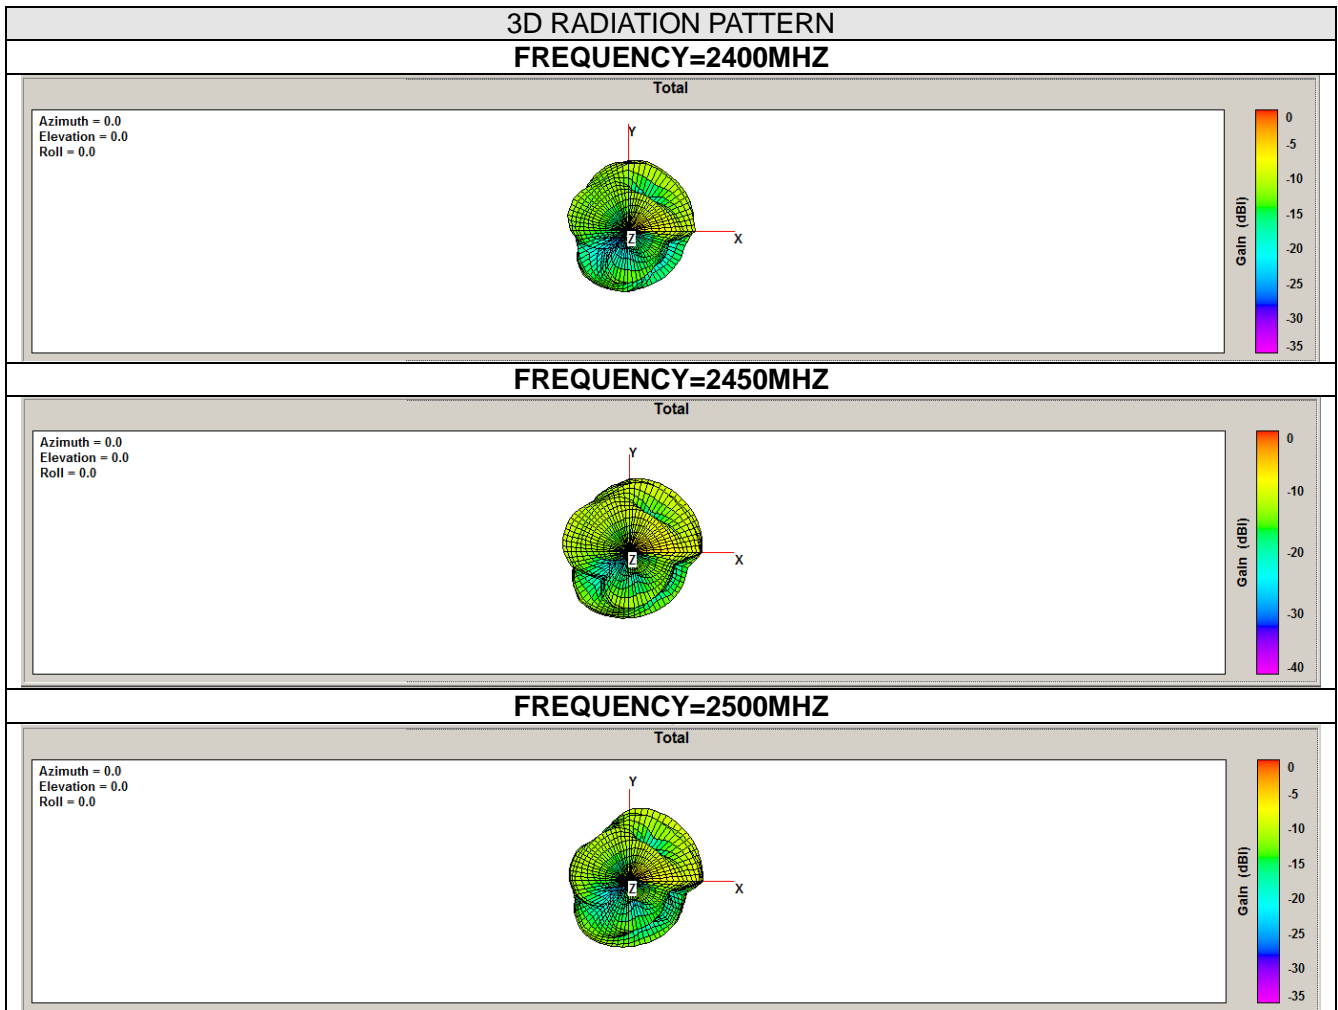 3D RADIATION PATTERN
FREQUENCY=2400MHZ
Total
Azimuth = 0.0
Elevation = 0.0
Roll = 0.0
Y
X
Z
Gain (dBi)
0
-5
-10
-15
-20
-25
-30
-35
FREQUENCY=2450MHZ
Total
Azimuth = 0.0
Elevation = 0.0
Roll = 0.0
Y
X
Z
Gain (dBi)
0
-10
-20
-30
-40
FREQUENCY=2500MHZ
Total
Azimuth = 0.0
Elevation = 0.0
Roll = 0.0
Y
X
Z
Gain (dBi)
0
-5
-10
-15
-20
-25
-30
-35